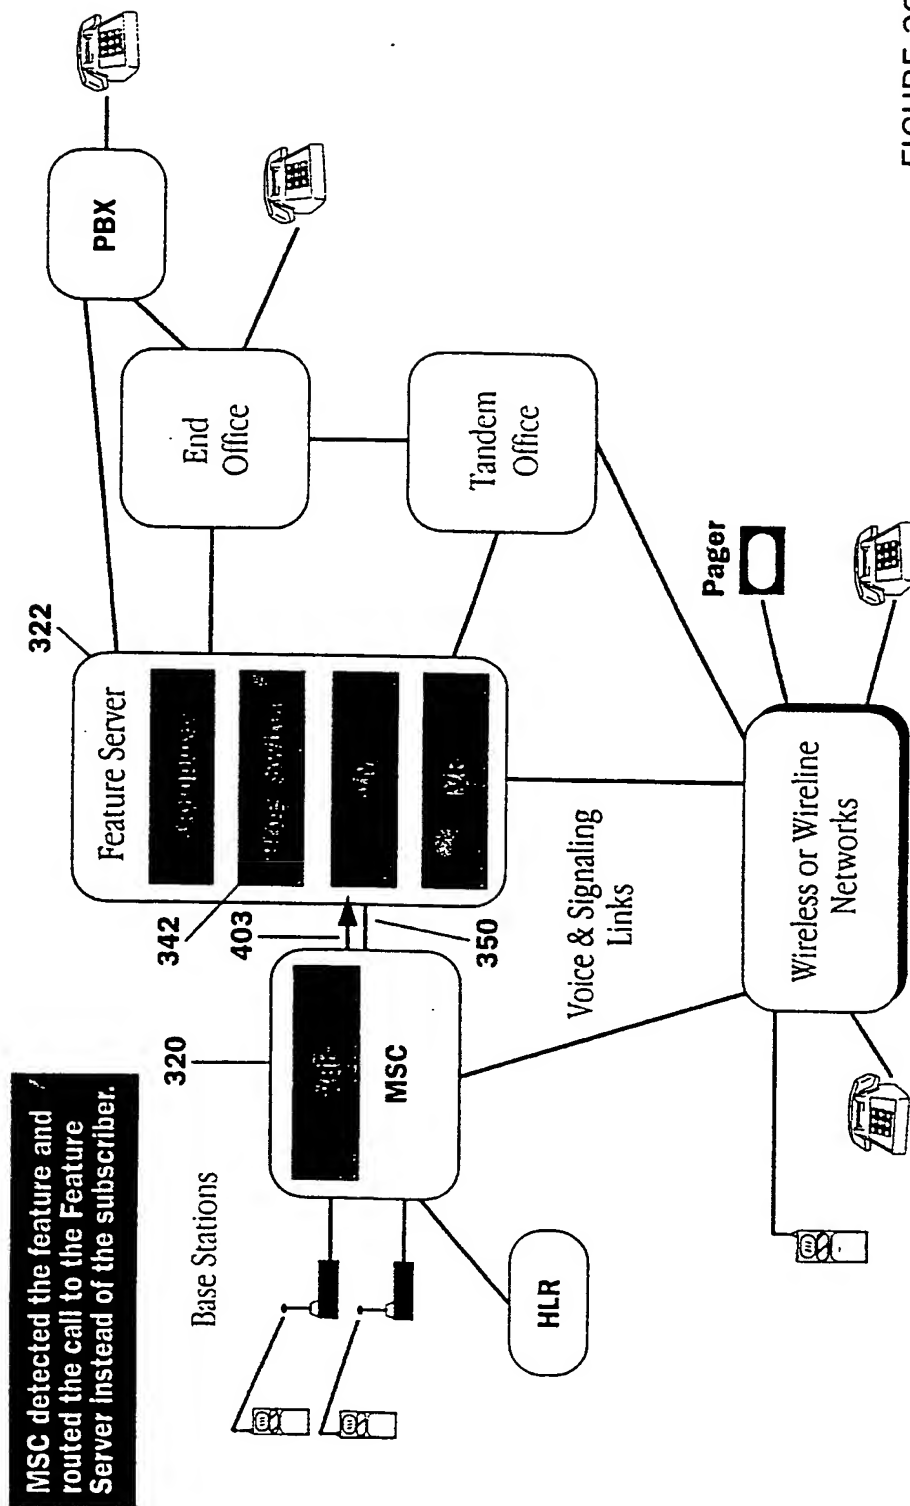 MSC detected the feature and
routed the call to the Feature
Server instead of the subscriber.
Base Stations
320
MSC
HLR
342
403
350
322
Feature Server
Voice & Signaling
Links
End
Office
Tandem
Office
PBX
Pager
Wireless or Wireline
Networks
FIGURE